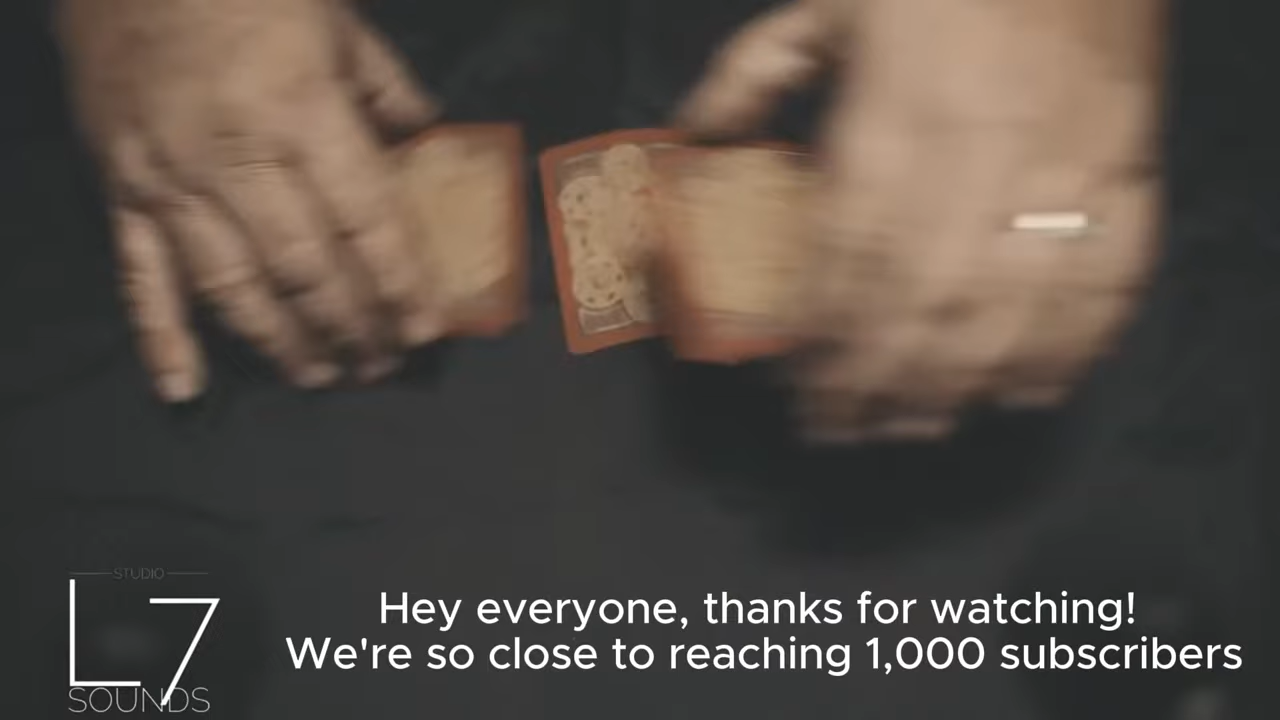 STUDIO
L7
SOUNDS
Hey everyone, thanks for watching!
We're so close to reaching 1,000 subscribers